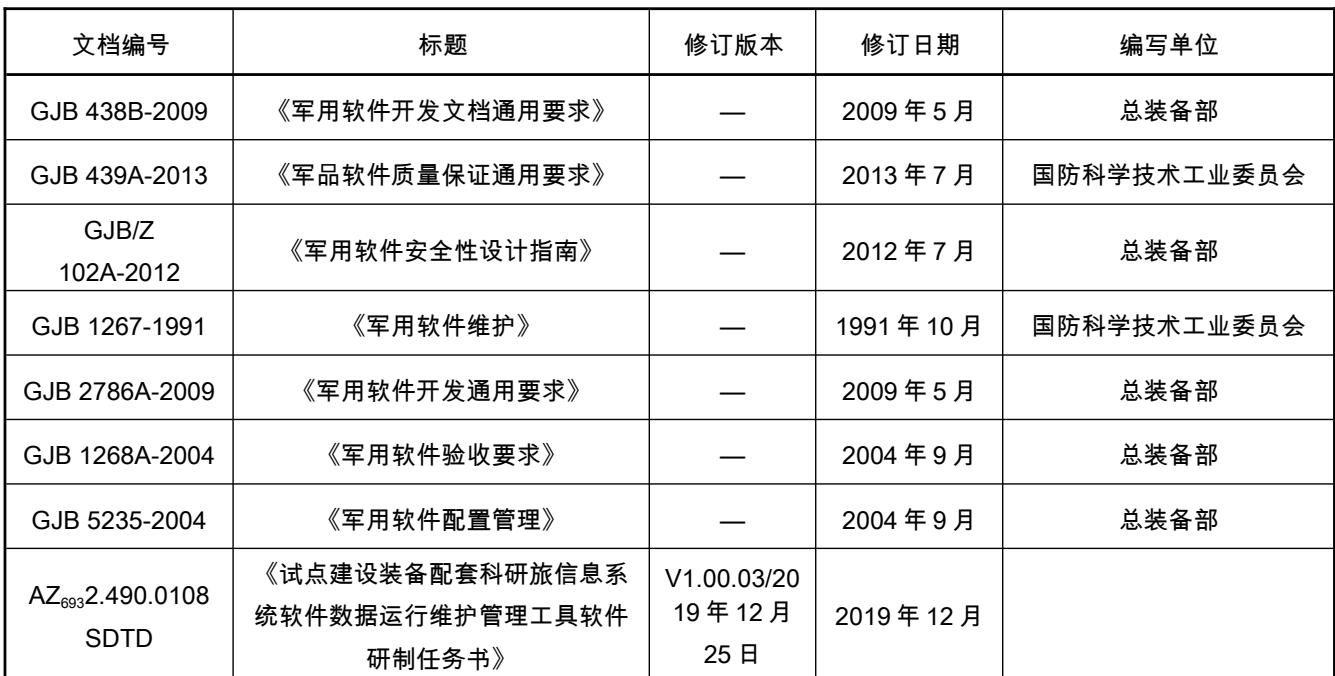 文档编号 标题 修订版本 修订日期 编写单位
GJB 438B-2009 《军用软件开发文档通用要求》 — 2009 年 5 月 总装备部
GJB 439A-2013 《军品软件质量保证通用要求》 — 2013 年 7 月 国防科学技术工业委员会
GJB/Z
102A-2012 《军用软件安全性设计指南》 — 2012 年 7 月 总装备部
GJB 1267-1991 《军用软件维护》 — 1991 年 10 月 国防科学技术工业委员会
GJB 2786A-2009 《军用软件开发通用要求》 — 2009 年 5 月 总装备部
GJB 1268A-2004 《军用软件验收要求》 — 2004 年 9 月 总装备部
GJB 5235-2004 《军用软件配置管理》 — 2004 年 9 月 总装备部
AZ₆₉₃2.490.0108
SDTD
《试点建设装备配套科研旅信息系
统软件数据运行维护管理工具软件
研制任务书》
V1.00.03/20
19 年 12 月
25 日
2019 年 12 月